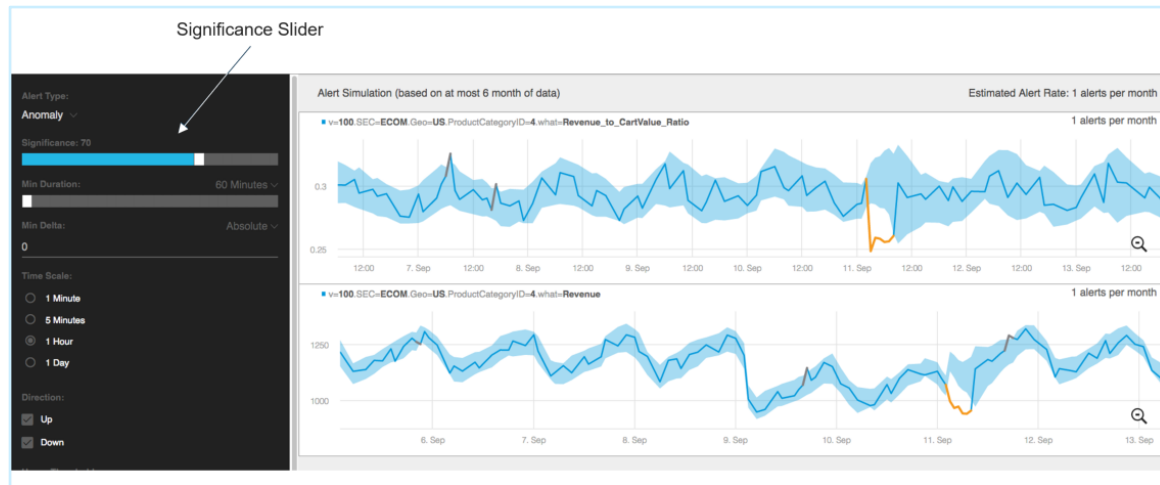 Significance Slider
Alert Type:
Anomaly
Significance: 70
Min Duration: 60 Minutes
Min Delta: Absolute
0
Time Scale:
1 Minute
5 Minutes
1 Hour
1 Day
Direction:
Up
Down
Alert Simulation (based on at most 6 month of data) Estimated Alert Rate: 1 alerts per month
v=100.SEC=ECOM.Geo=US.ProductCategoryID=4.what=Revenue_to_CartValue_Ratio 1 alerts per month
0.3
0.25
12:00 7. Sep 12:00 8. Sep 12:00 9. Sep 12:00 10. Sep 12:00 11. Sep 12:00 12. Sep 12:00 13. Sep 12:00
v=100.SEC=ECOM.Geo=US.ProductCategoryID=4.what=Revenue 1 alerts per month
1250
1000
6. Sep 7. Sep 8. Sep 9. Sep 10. Sep 11. Sep 12. Sep 13. Sep